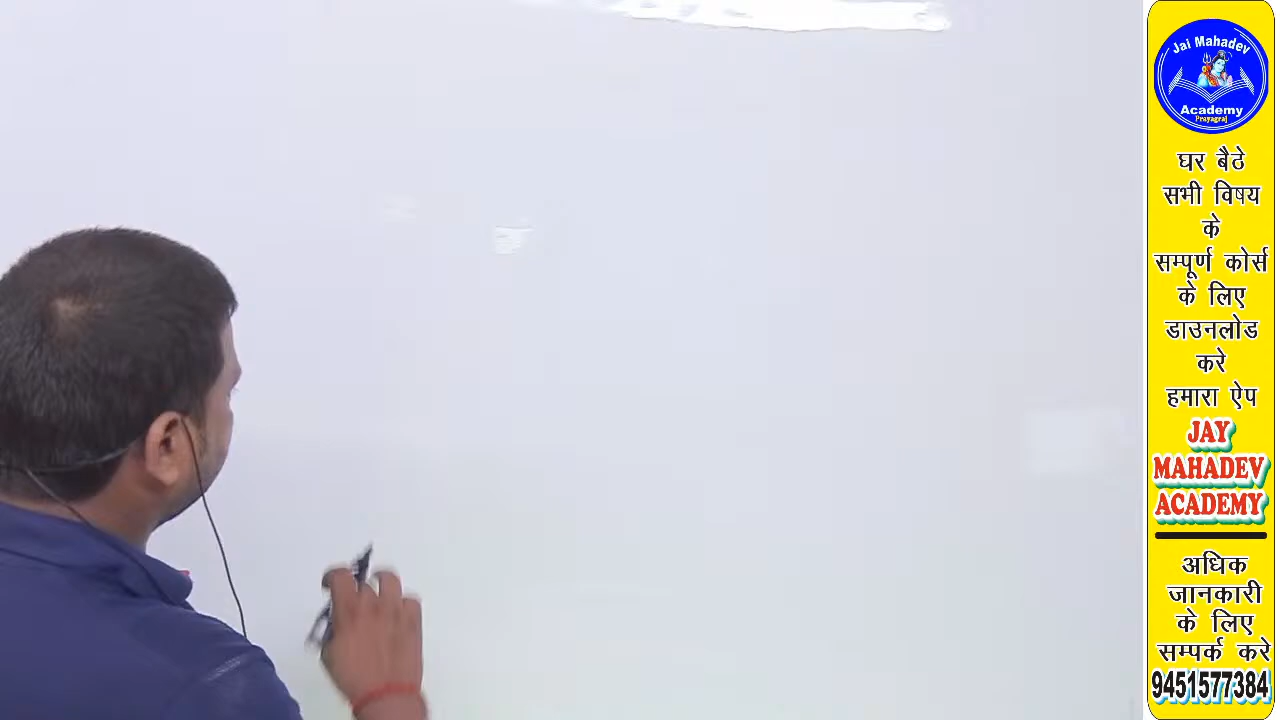 Jai Mahadev
Academy
Prayagraj
घर बैठे
सभी विषय
के
सम्पूर्ण कोर्स
के लिए
डाउनलोड
करे
हमारा ऐप
JAY
MAHADEV
ACADEMY
अधिक
जानकारी
के लिए
सम्पर्क करे
9451577384